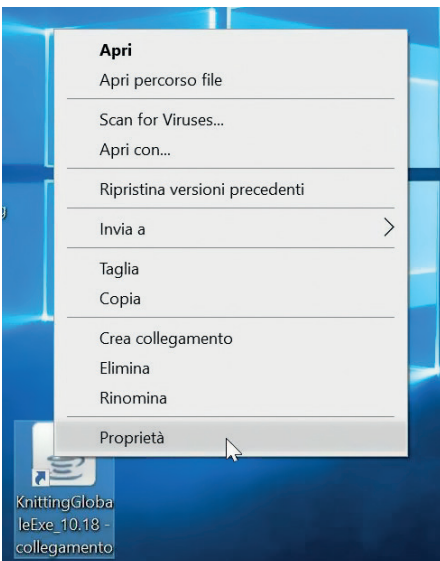 Apri
Apri percorso file
Scan for Viruses...
Apri con...
Ripristina versioni precedenti
Invia a
Taglia
Copia
Crea collegamento
Elimina
Rinomina
Proprietà
KnittingGloba
leExe_10.18 -
collegamento